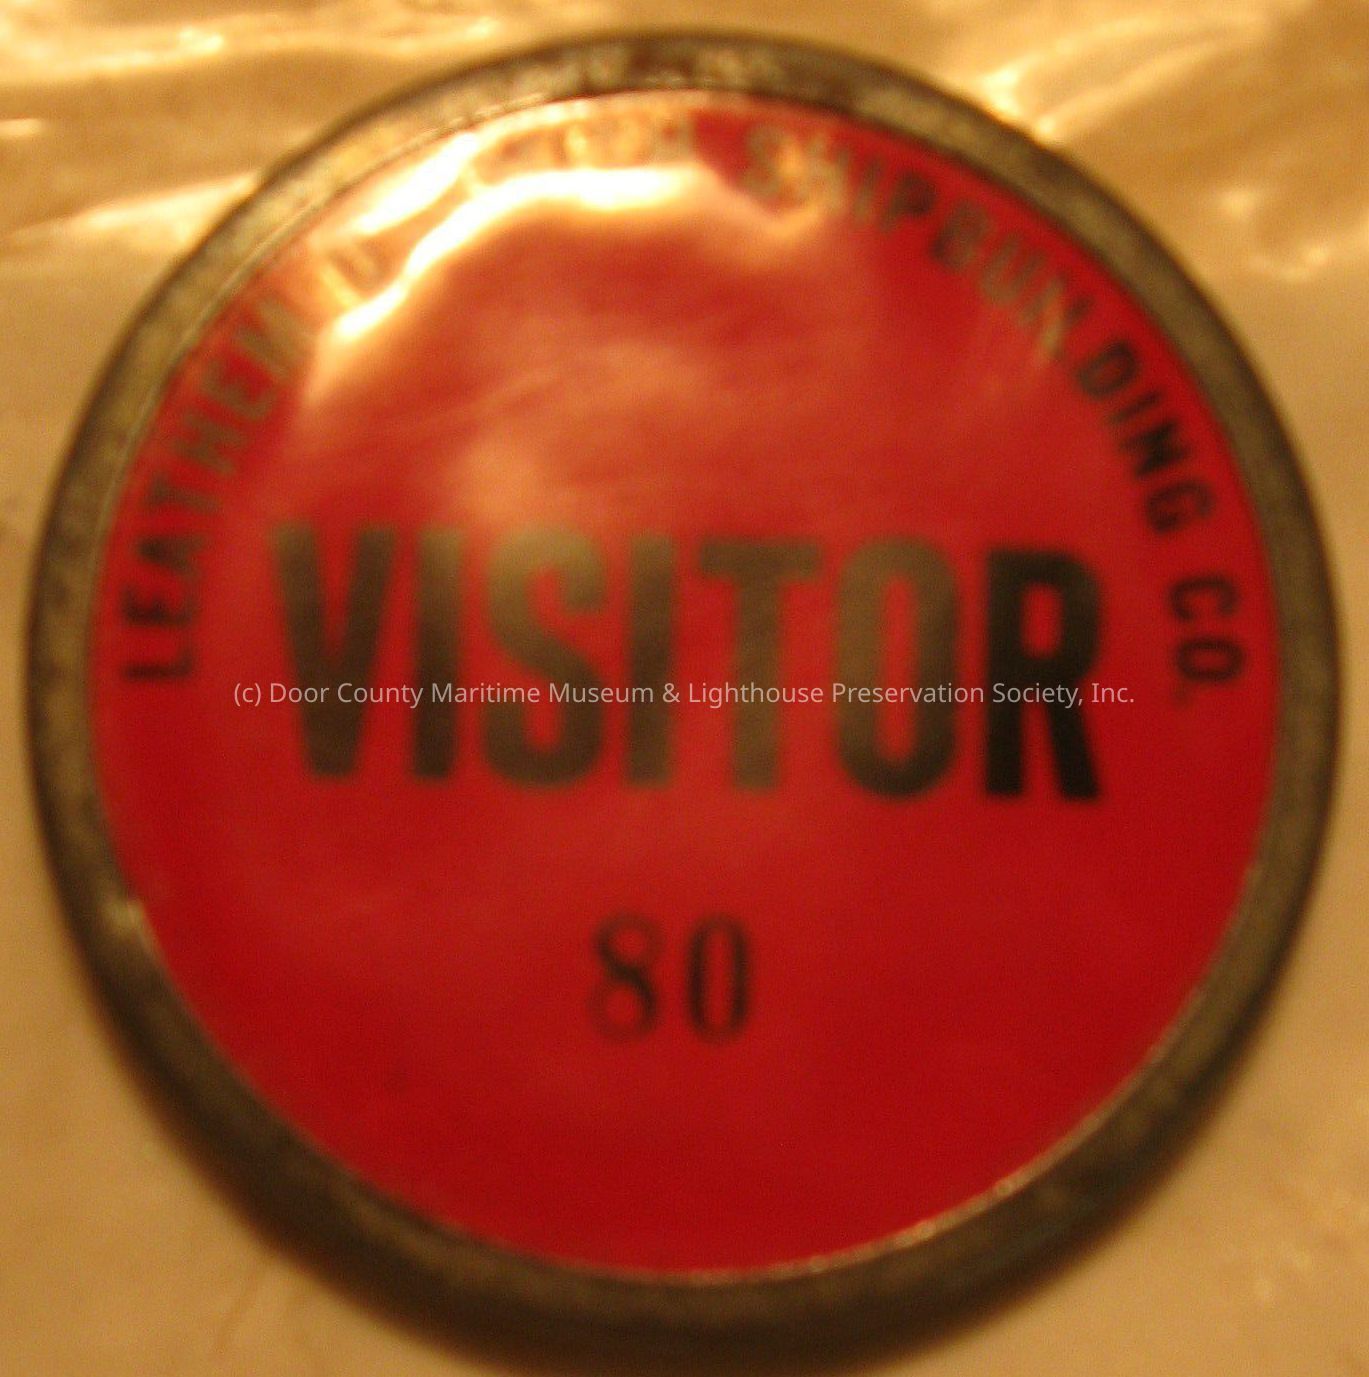 LEATHEM D. SMITH SHIPBUILDING CO.
VISITOR
(c) Door County Maritime Museum & Lighthouse Preservation Society, Inc.
80